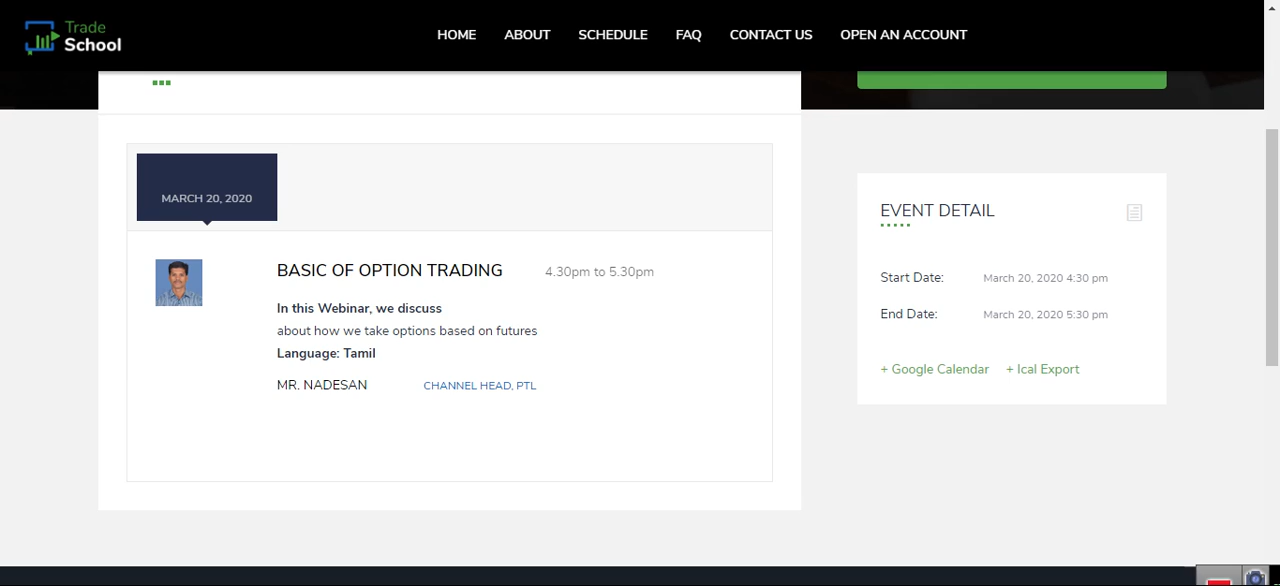 Trade
School
HOME
ABOUT
SCHEDULE
FAQ
CONTACT US
OPEN AN ACCOUNT
MARCH 20, 2020
BASIC OF OPTION TRADING
4.30pm to 5.30pm
In this Webinar, we discuss
about how we take options based on futures
Language: Tamil
MR. NADESAN
CHANNEL HEAD, PTL
EVENT DETAIL
Start Date:
March 20, 2020 4:30 pm
End Date:
March 20, 2020 5:30 pm
+ Google Calendar
+ Ical Export